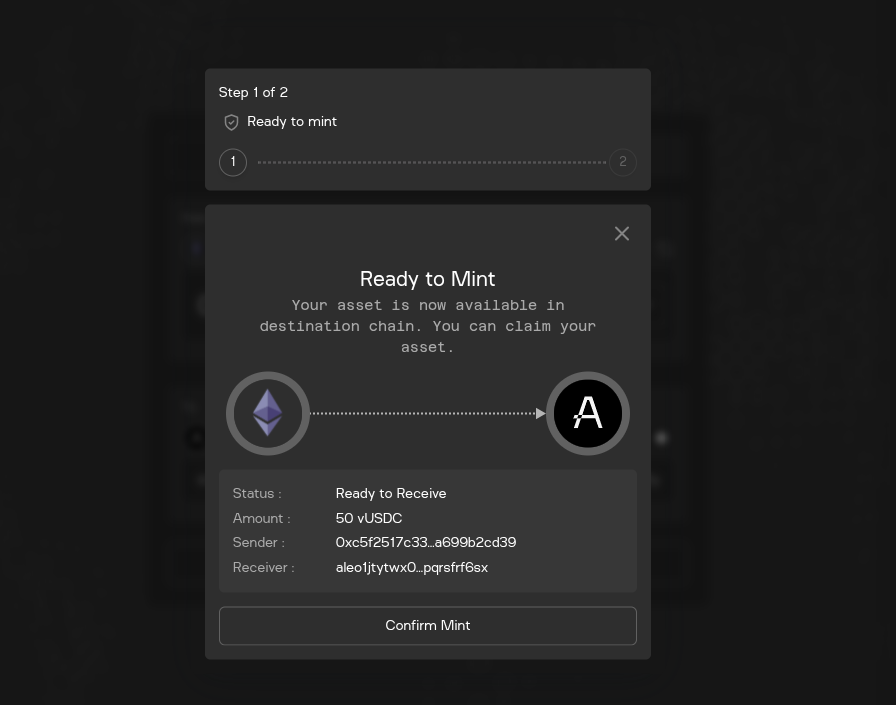 Step 1 of 2
Ready to mint
1
2
Ready to Mint
Your asset is now available in
destination chain. You can claim your
asset.
Status : Ready to Receive
Amount : 50 vUSDC
Sender : 0xc5f2517c33...a699b2cd39
Receiver : aleo1jtytwx0...pqrsfrf6sx
Confirm Mint